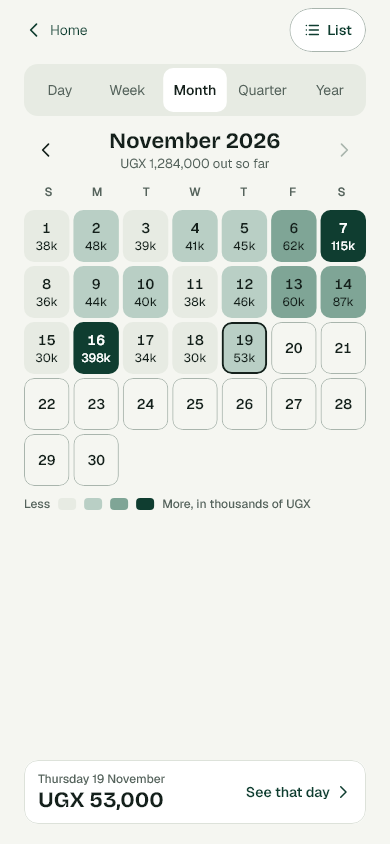 Home
List
Day Week Month Quarter Year
November 2026
UGX 1,284,000 out so far
S M T W T F S
1 2 3 4 5 6 7
38k 48k 39k 41k 45k 62k 115k
8 9 10 11 12 13 14
36k 44k 40k 38k 46k 60k 87k
15 16 17 18 19 20 21
30k 398k 34k 30k 53k
22 23 24 25 26 27 28
29 30
Less More, in thousands of UGX
Thursday 19 November
UGX 53,000
See that day